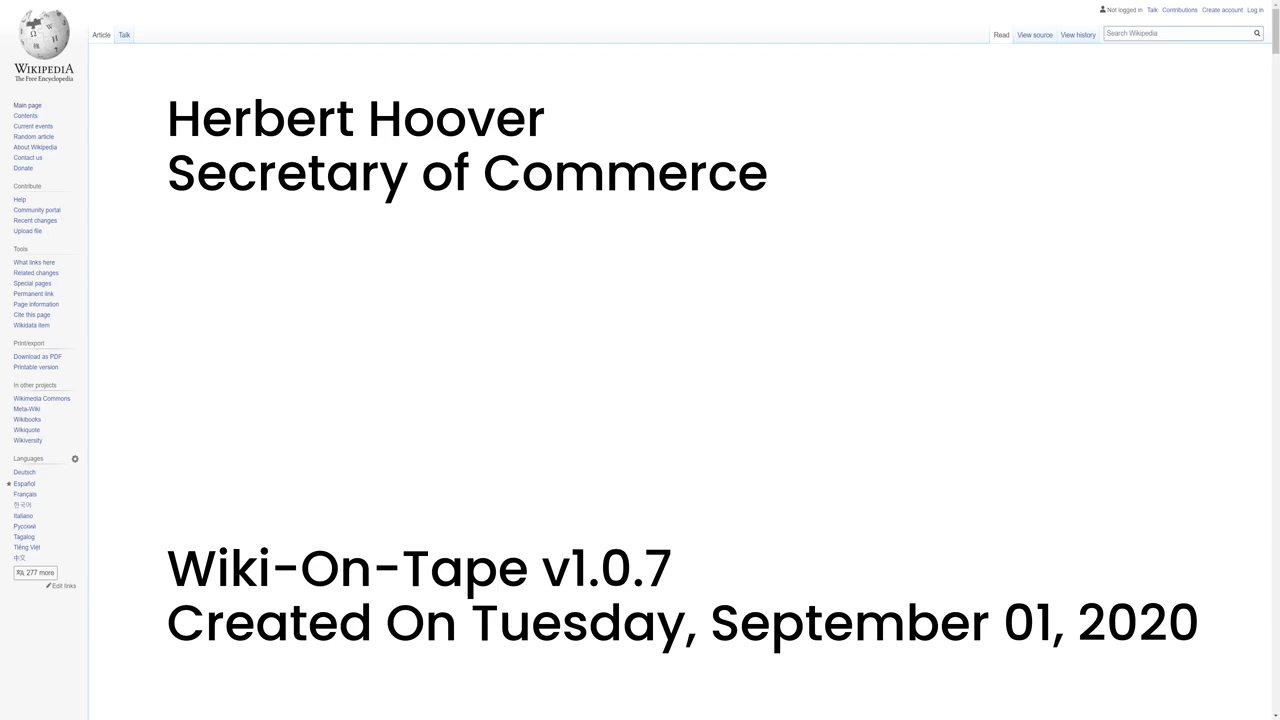 Not logged in Talk Contributions Create account Log in
Article Talk Read View source View history Search Wikipedia
WIKIPEDIA
The Free Encyclopedia
Main page
Contents
Current events
Random article
About Wikipedia
Contact us
Donate
Contribute
Help
Community portal
Recent changes
Upload file
Tools
What links here
Related changes
Special pages
Permanent link
Page information
Cite this page
Wikidata item
Print/export
Download as PDF
Printable version
In other projects
Wikimedia Commons
Meta-Wiki
Wikibooks
Wikiquote
Wikiversity
Languages
Deutsch
Español
Français
한국어
Italiano
Русский
Tagalog
Tiếng Việt
中文
277 more
Edit links
Herbert Hoover
Secretary of Commerce
Wiki-On-Tape v1.0.7
Created On Tuesday, September 01, 2020